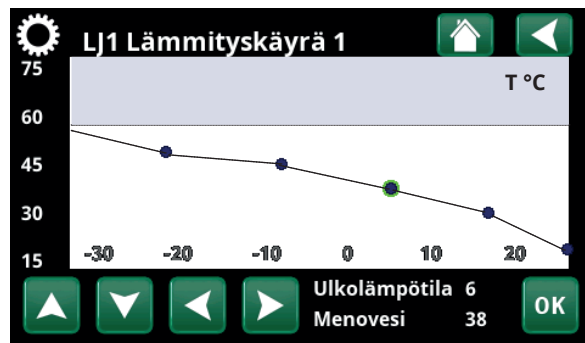 LJ1 Lämmityskäyrä 1
75
T °C
60
45
30
15
-30 -20 -10 0 10 20
Ulkolämpötila 6
Menovesi 38
OK